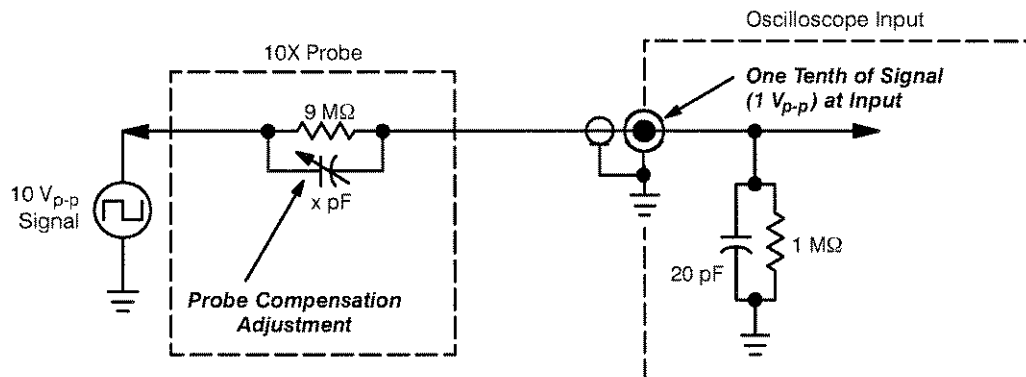 Oscilloscope Input
10X Probe
One Tenth of Signal
(1 Vp-p) at Input
9 MΩ
x pF
10 Vp-p
Signal
1 MΩ
20 pF
Probe Compensation
Adjustment